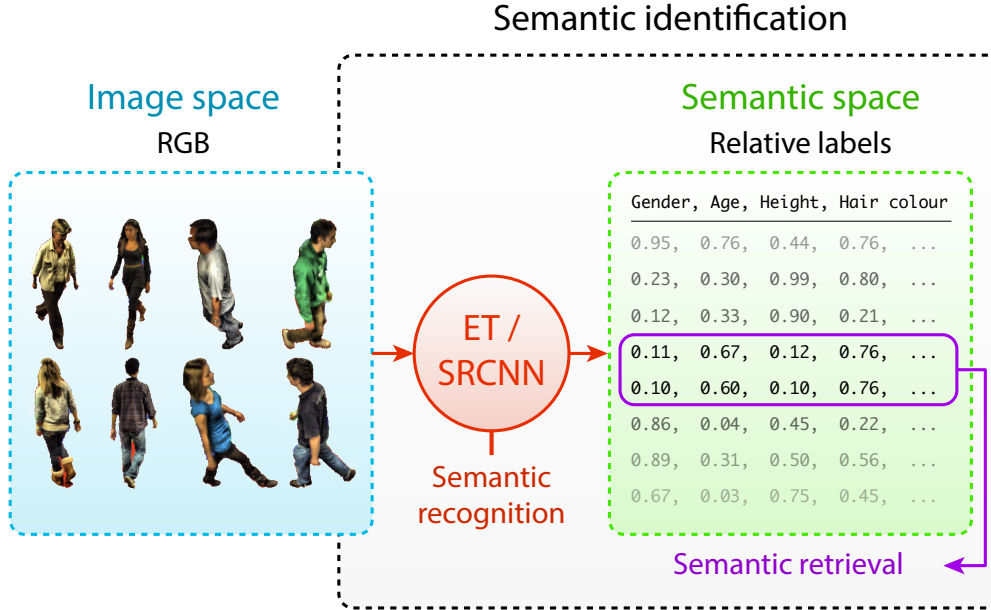 Semantic identification
Image space
RGB
Semantic space
Relative labels
Gender, Age, Height, Hair colour
0.95, 0.76, 0.44, 0.76, ...
0.23, 0.30, 0.99, 0.80, ...
0.12, 0.33, 0.90, 0.21, ...
0.11, 0.67, 0.12, 0.76, ...
0.10, 0.60, 0.10, 0.76, ...
0.86, 0.04, 0.45, 0.22, ...
0.89, 0.31, 0.50, 0.56, ...
0.67, 0.03, 0.75, 0.45, ...
ET /
SRCNN
Semantic
recognition
Semantic retrieval